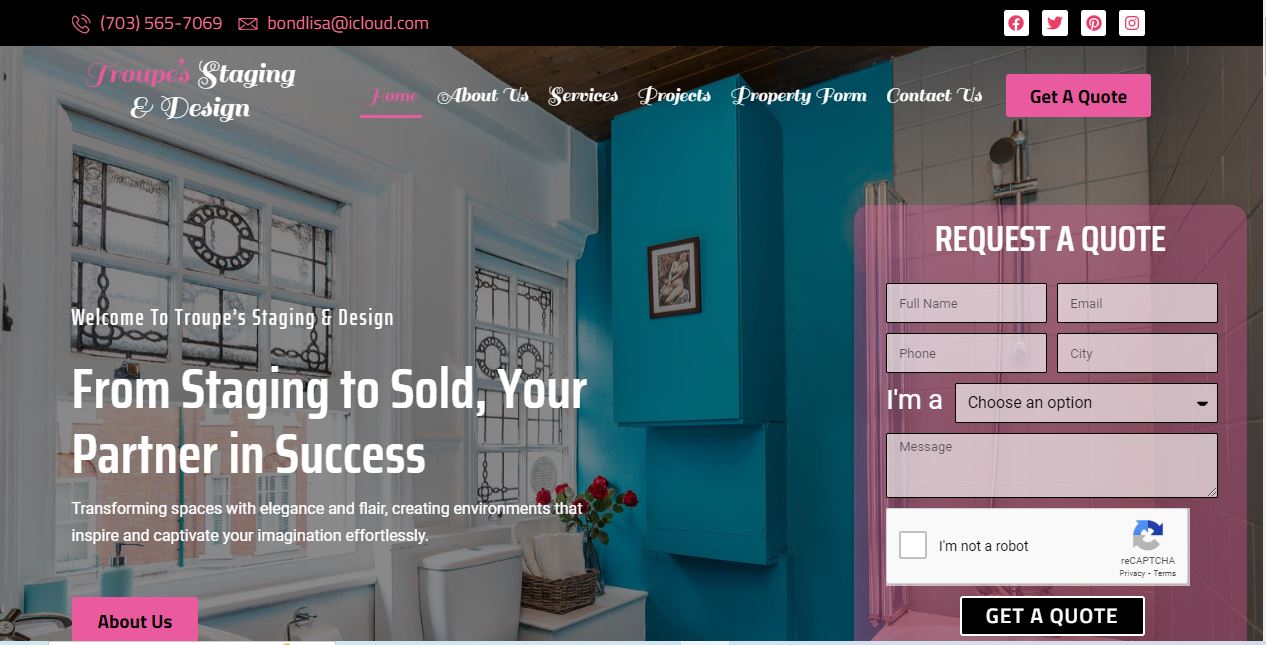 (703) 565-7069 bondlisa@icloud.com
Troupe's Staging
& Design
Home About Us Services Projects Property Form Contact Us Get A Quote
REQUEST A QUOTE
Full Name Email
Phone City
I'm a Choose an option
Message
I'm not a robot
reCAPTCHA
Privacy - Terms
GET A QUOTE
Welcome To Troupe's Staging & Design
From Staging to Sold, Your
Partner in Success
Transforming spaces with elegance and flair, creating environments that
inspire and captivate your imagination effortlessly.
About Us